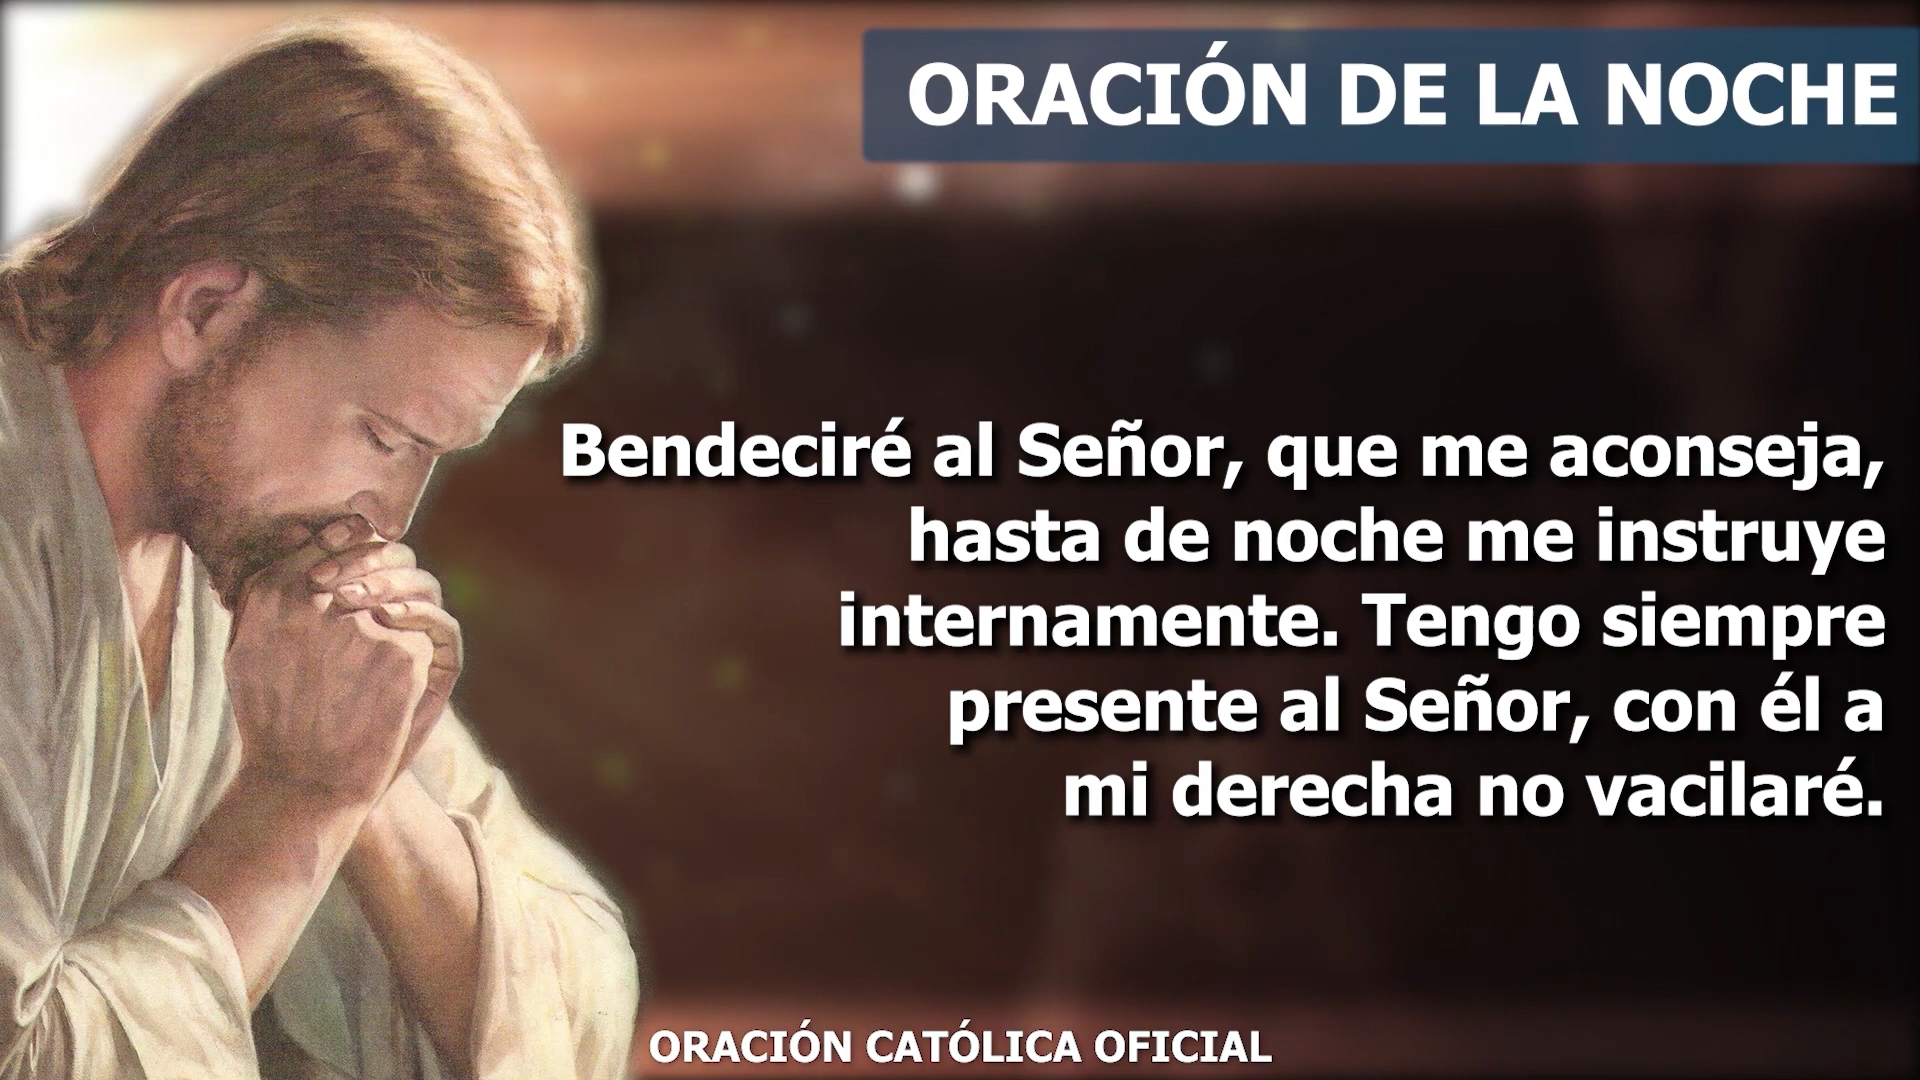 ORACIÓN DE LA NOCHE
Bendeciré al Señor, que me aconseja,
hasta de noche me instruye
internamente. Tengo siempre
presente al Señor, con él a
mi derecha no vacilaré.
ORACIÓN CATÓLICA OFICIAL